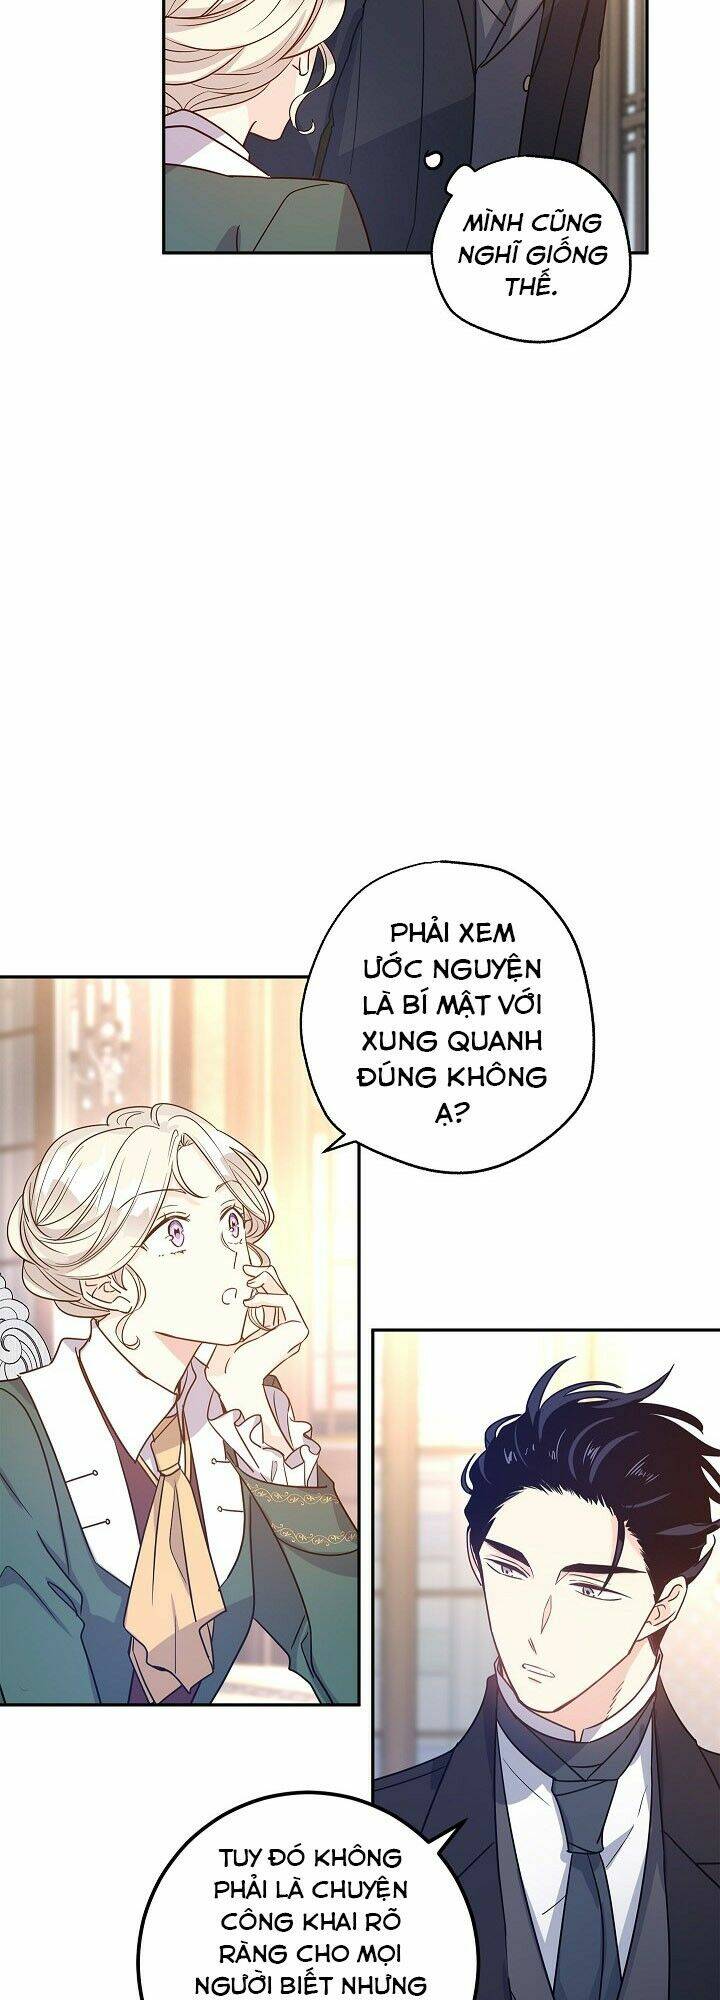 MÌNH CŨNG
NGHĨ GIỐNG
THẾ.
PHẢI XEM
ƯỚC NGUYỆN
LÀ BÍ MẬT VỚI
XUNG QUANH
ĐÚNG KHÔNG
Ạ?
TUY ĐÓ KHÔNG
PHẢI LÀ CHUYỆN
CÔNG KHAI RÕ
RÀNG CHO MỌI
NGƯỜI BIẾT NHƯNG